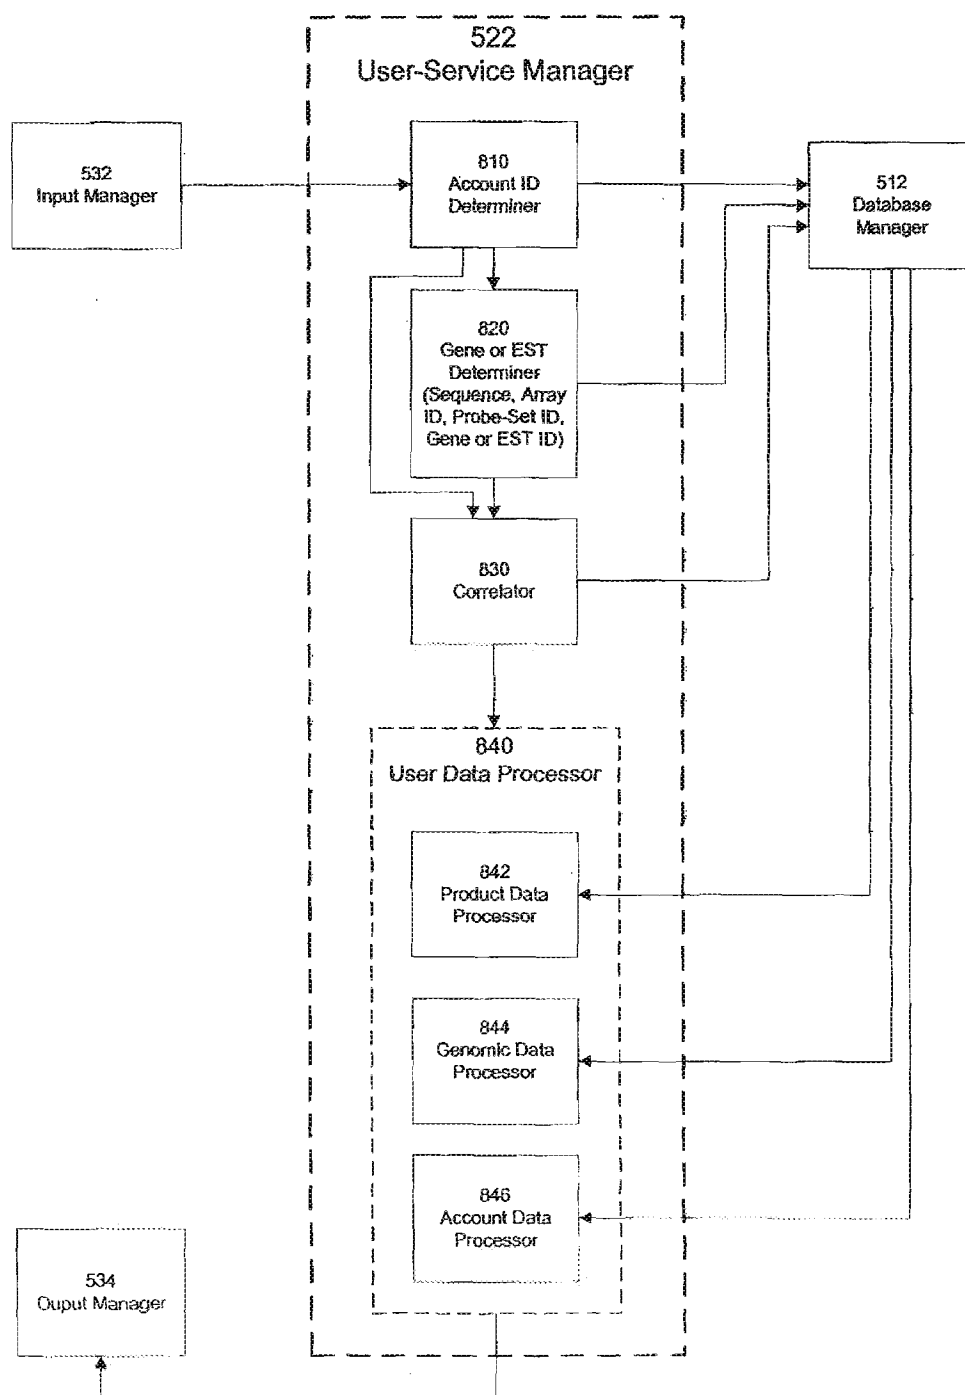 522
User-Service Manager
532
Input Manager
810
Account ID
Determiner
512
Database
Manager
820
Gene or EST
Determiner
(Sequence, Array
ID, Probe-Set ID,
Gene or EST ID)
830
Correlator
840
User Data Processor
842
Product Data
Processor
844
Genomic Data
Processor
846
Account Data
Processor
534
Ouput Manager